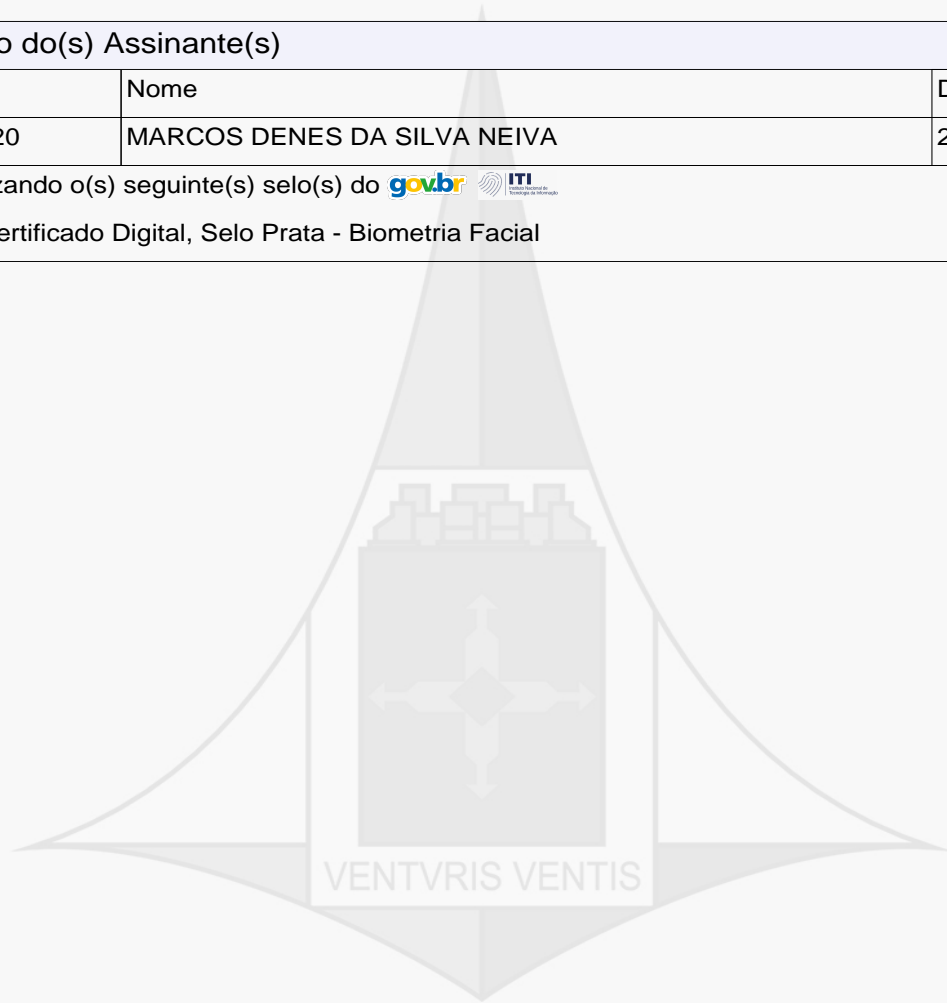 o do(s) Assinante(s)
Nome D
20 MARCOS DENES DA SILVA NEIVA 2
zando o(s) seguinte(s) selo(s) do gov.br ITI
ertificado Digital, Selo Prata - Biometria Facial
VENTVRIS VENTIS